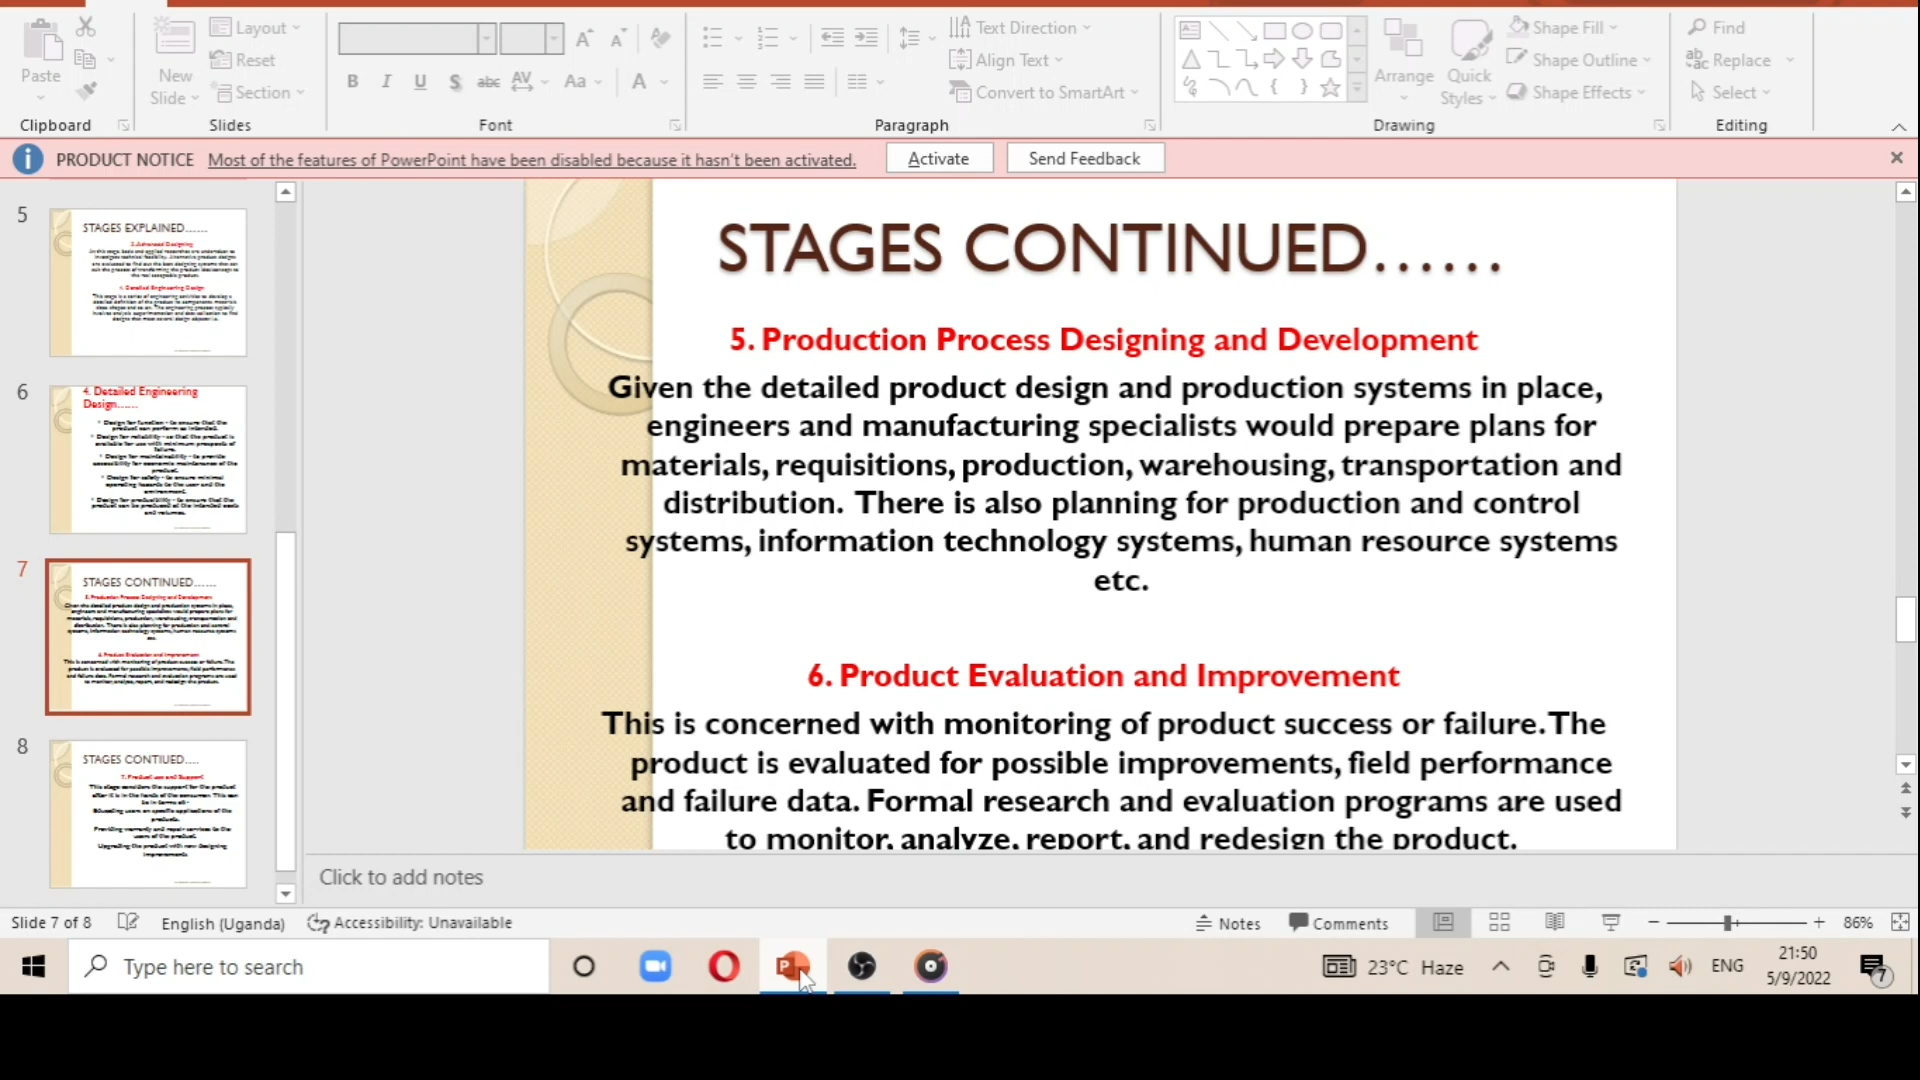 Paste
New
Slide
Layout
Reset
Section
Text Direction
Align Text
Convert to SmartArt
Arrange
Quick
Styles
Shape Fill
Shape Outline
Shape Effects
Find
Replace
Select
Clipboard
Slides
Font
Paragraph
Drawing
Editing
PRODUCT NOTICE Most of the features of PowerPoint have been disabled because it hasn't been activated. Activate Send Feedback
5
STAGES EXPLAINED......
6
4. Detailed Engineering
Design......
7
STAGES CONTINUED......
8
STAGES CONTIUED....
7. Product use and Support
STAGES CONTINUED......
5. Production Process Designing and Development
Given the detailed product design and production systems in place,
engineers and manufacturing specialists would prepare plans for
materials, requisitions, production, warehousing, transportation and
distribution. There is also planning for production and control
systems, information technology systems, human resource systems
etc.
6. Product Evaluation and Improvement
This is concerned with monitoring of product success or failure. The
product is evaluated for possible improvements, field performance
and failure data. Formal research and evaluation programs are used
to monitor, analyze, report, and redesign the product.
Click to add notes
Slide 7 of 8 English (Uganda) Accessibility: Unavailable Notes Comments 86%
Type here to search
23°C Haze
ENG
21:50
5/9/2022
7